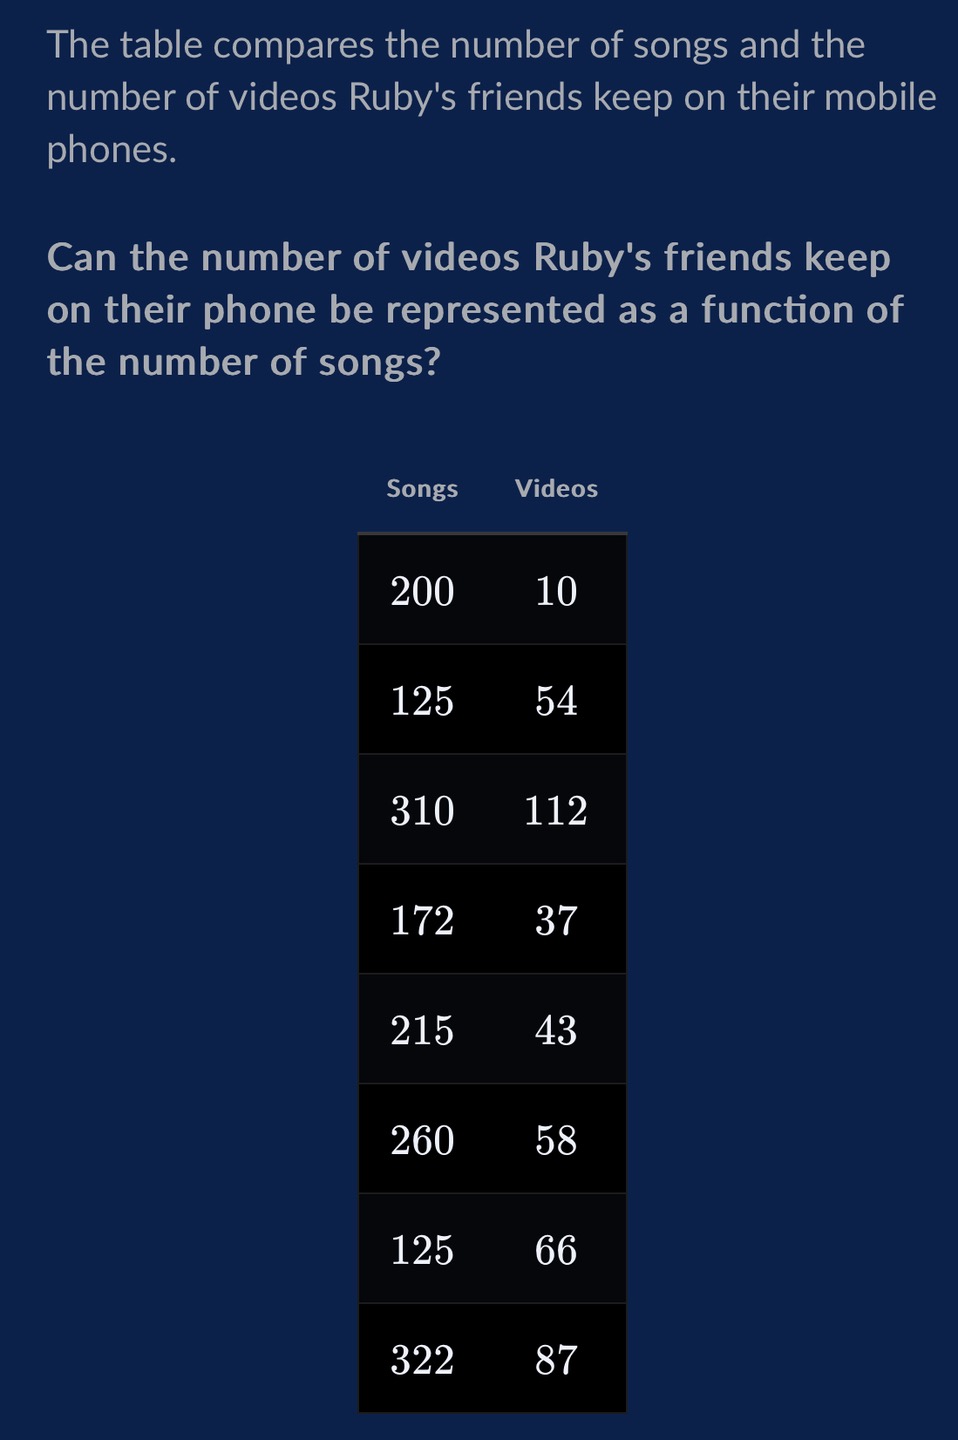 The table compares the number of songs and the
number of videos Ruby's friends keep on their mobile
phones.
Can the number of videos Ruby's friends keep
on their phone be represented as a function of
the number of songs?
Songs Videos
200 10
125 54
310 112
172 37
215 43
260 58
125 66
322 87